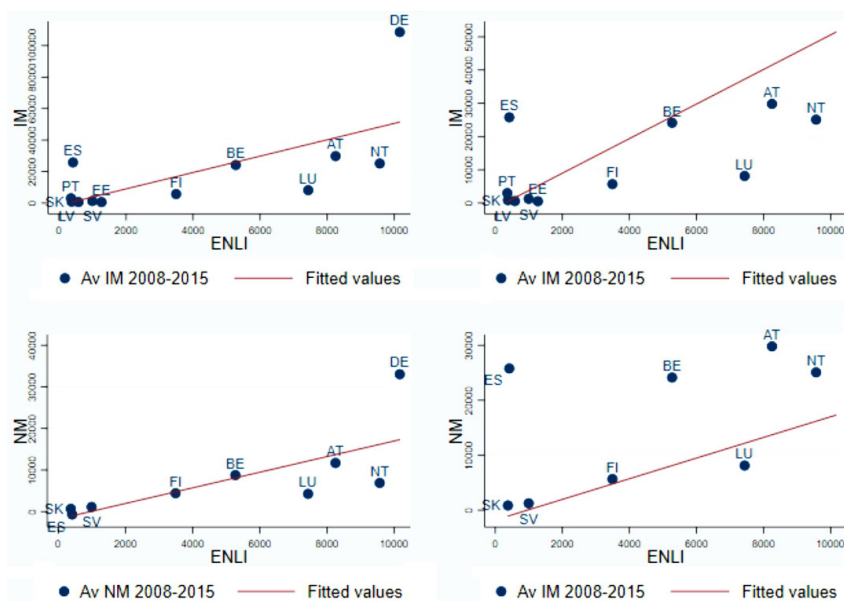 DE
100000
80000
60000
40000
20000
0
IM
ES
PT
SK
LV
SV
EE
FI
BE
LU
AT
NT
0 2000 4000 6000 8000 10000
ENLI
Av IM 2008-2015 Fitted values
50000
40000
30000
20000
10000
0
IM
ES
PT
SK
LV
SV
EE
FI
BE
LU
AT
NT
0 2000 4000 6000 8000 10000
ENLI
Av IM 2008-2015 Fitted values
40000
30000
20000
10000
0
NM
DE
SK
ES
SV
FI
BE
LU
AT
NT
0 2000 4000 6000 8000 10000
ENLI
Av NM 2008-2015 Fitted values
30000
20000
10000
0
NM
ES
SK
SV
FI
BE
LU
AT
NT
0 2000 4000 6000 8000 10000
ENLI
Av IM 2008-2015 Fitted values